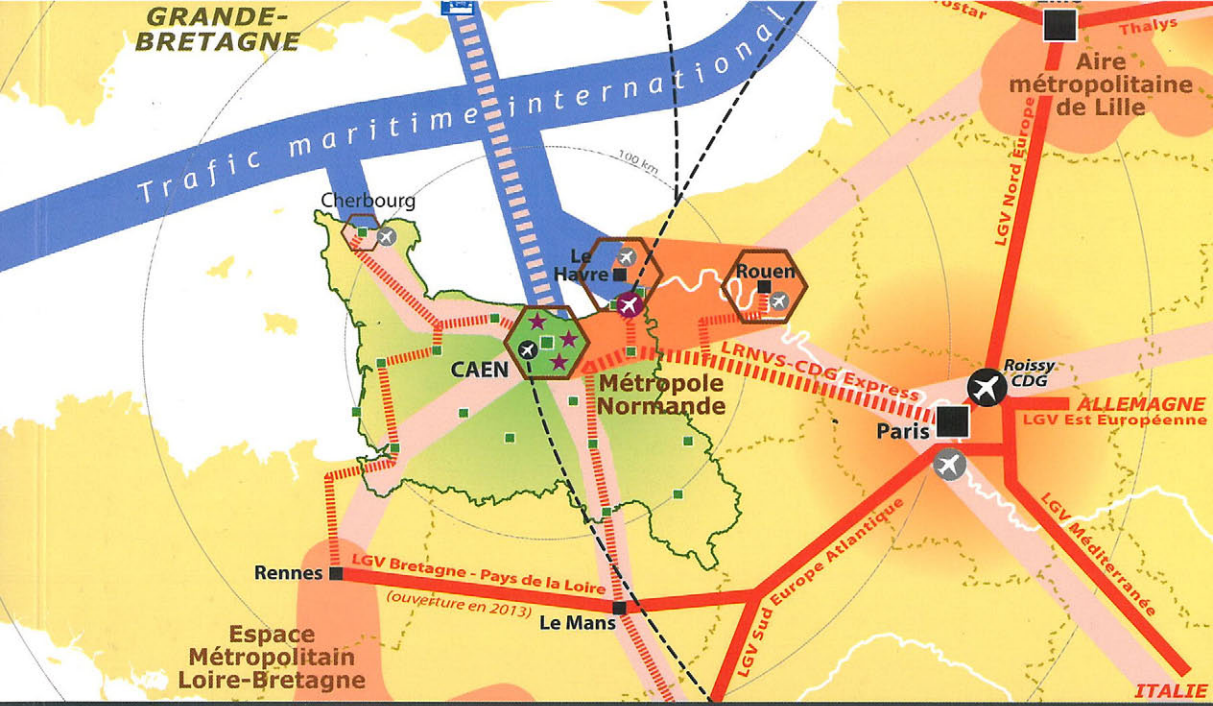 GRANDE-
BRETAGNE
Trafic maritime international
Thalys
Aire
métropolitaine
de Lille
LGV Nord Europe
100 km
Cherbourg
Le
Havre
Rouen
CAEN
Métropole
Normande
LRNVS-CDG Express
Roissy
CDG
Paris
ALLEMAGNE
LGV Est Européenne
LGV Méditerranée
LGV Sud Europe Atlantique
Rennes
LGV Bretagne - Pays de la Loire
(ouverture en 2013)
Le Mans
Espace
Métropolitain
Loire-Bretagne
ITALIE